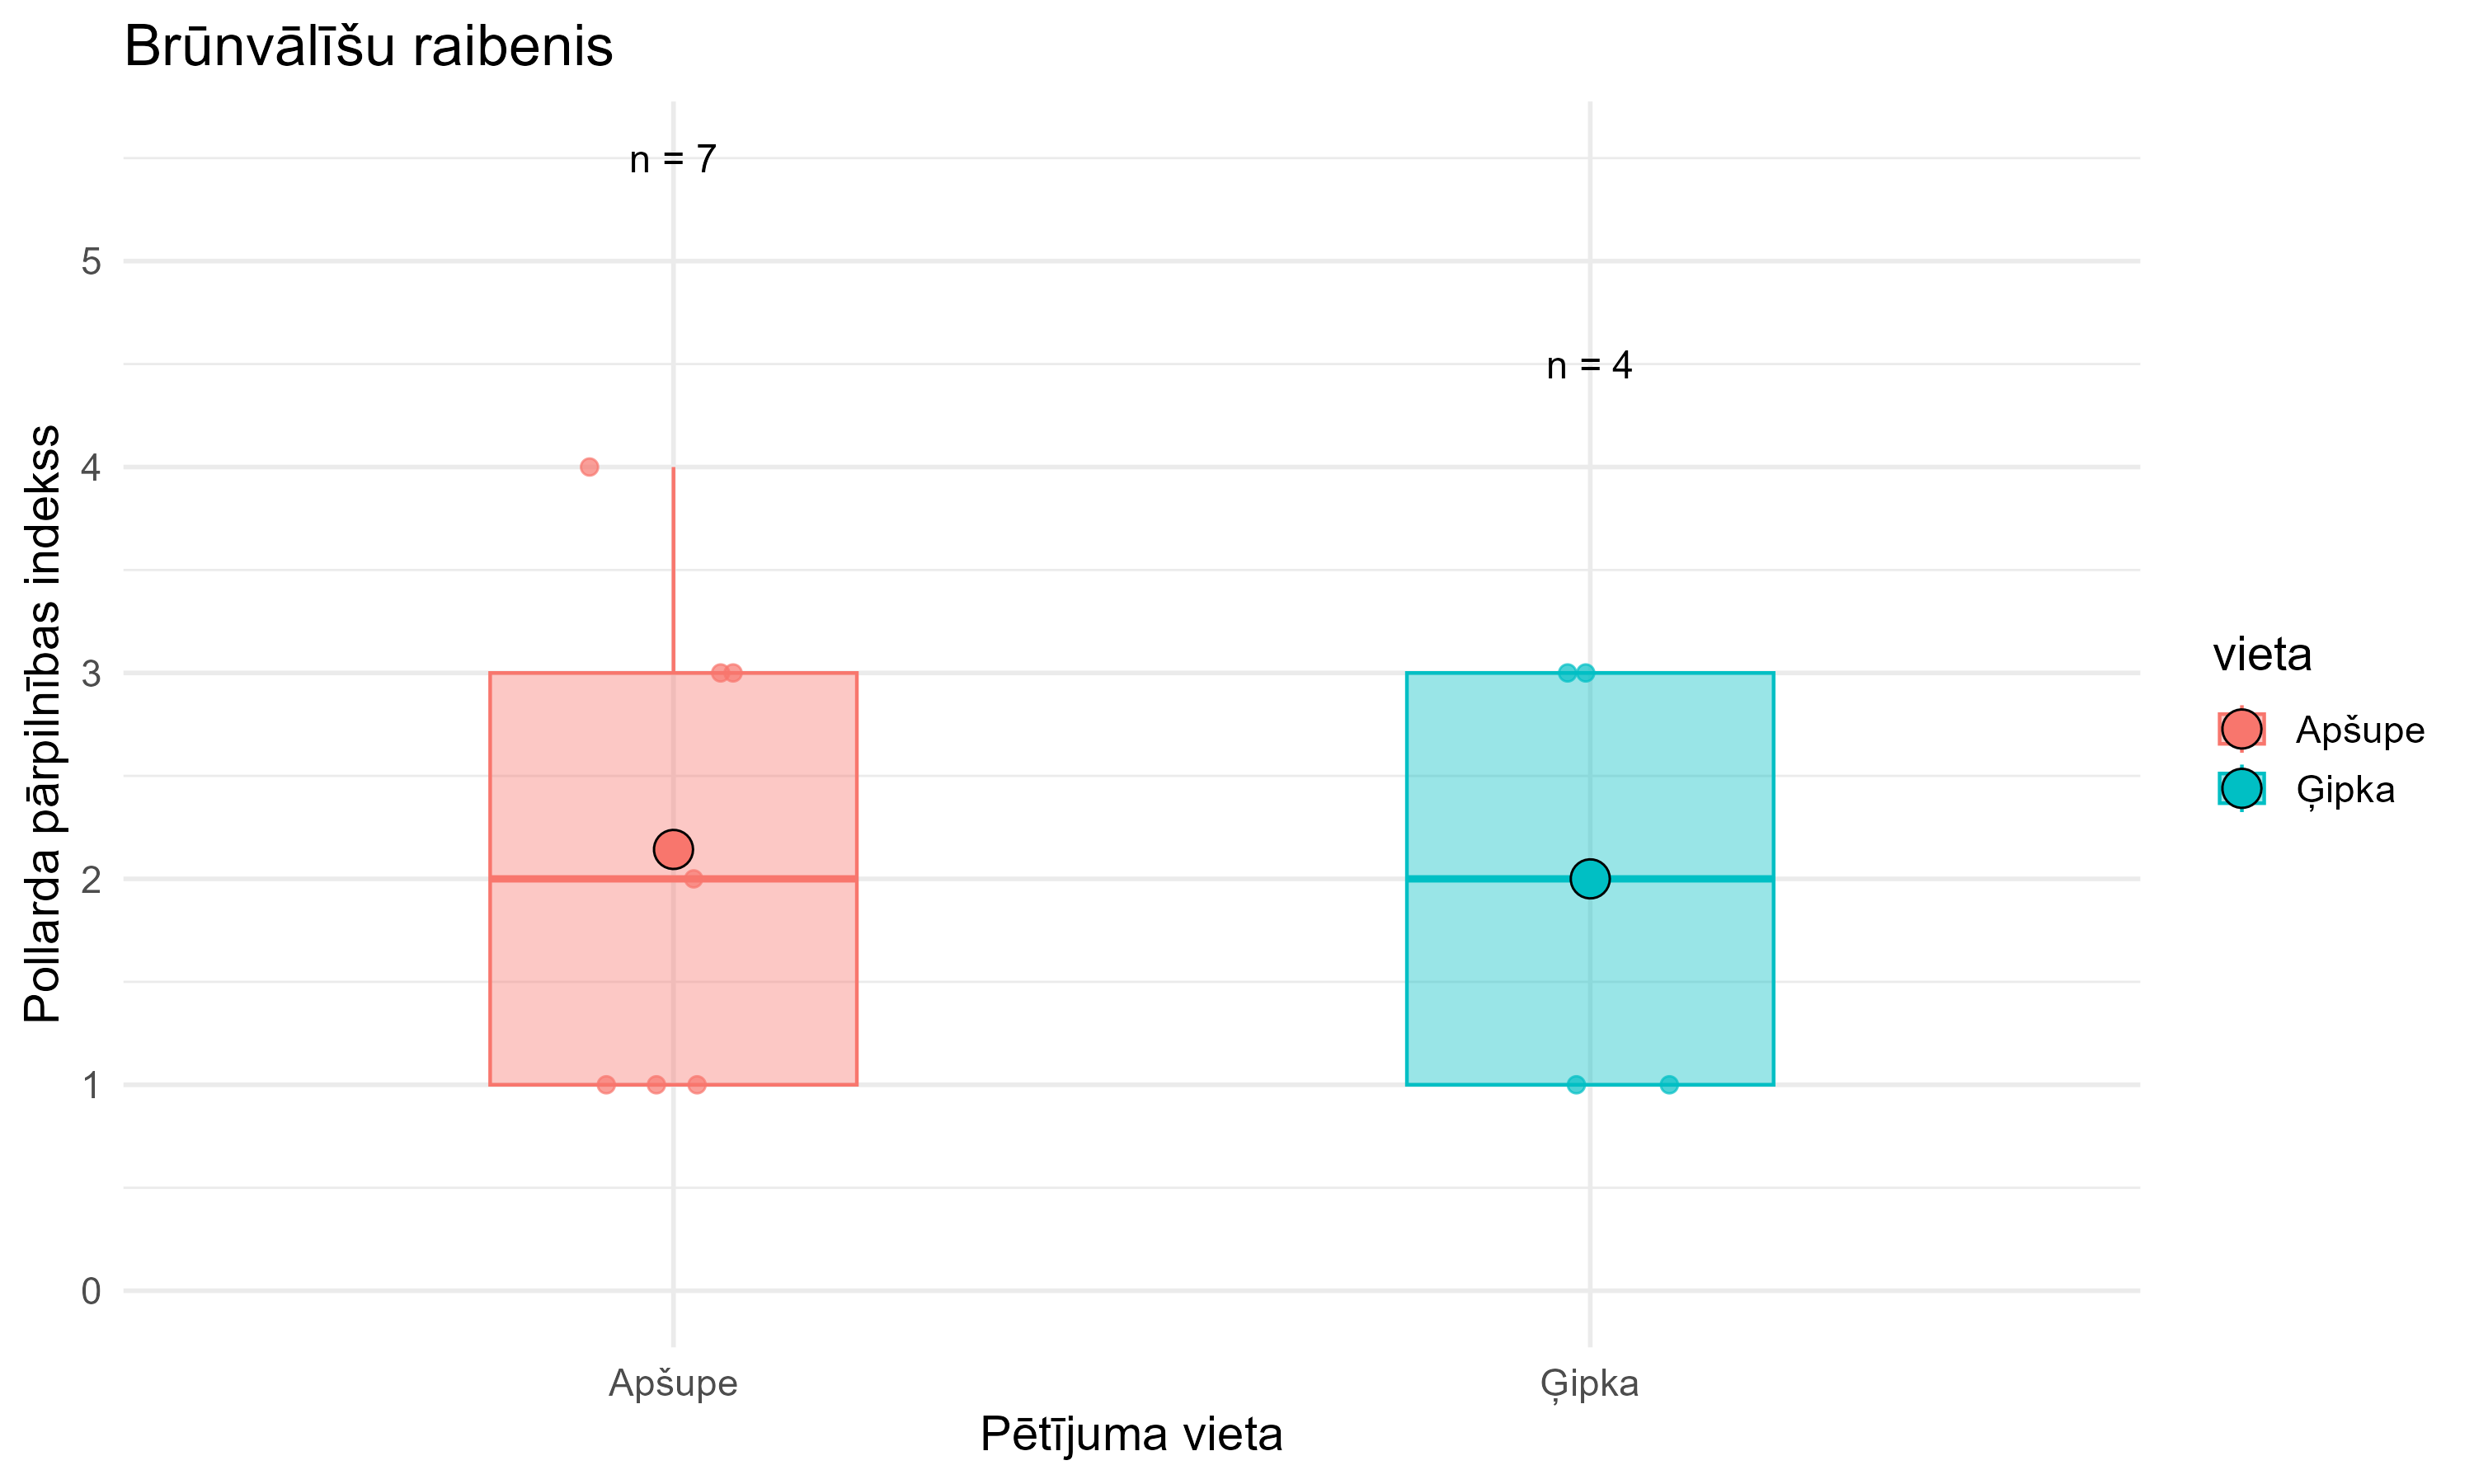 Brūnvālīšu raibenis
n = 7
n = 4
Pollarda pārpilnības indekss
5
4
3
2
1
0
Apšupe
Ģipka
Pētījuma vieta
vieta
Apšupe
Ģipka